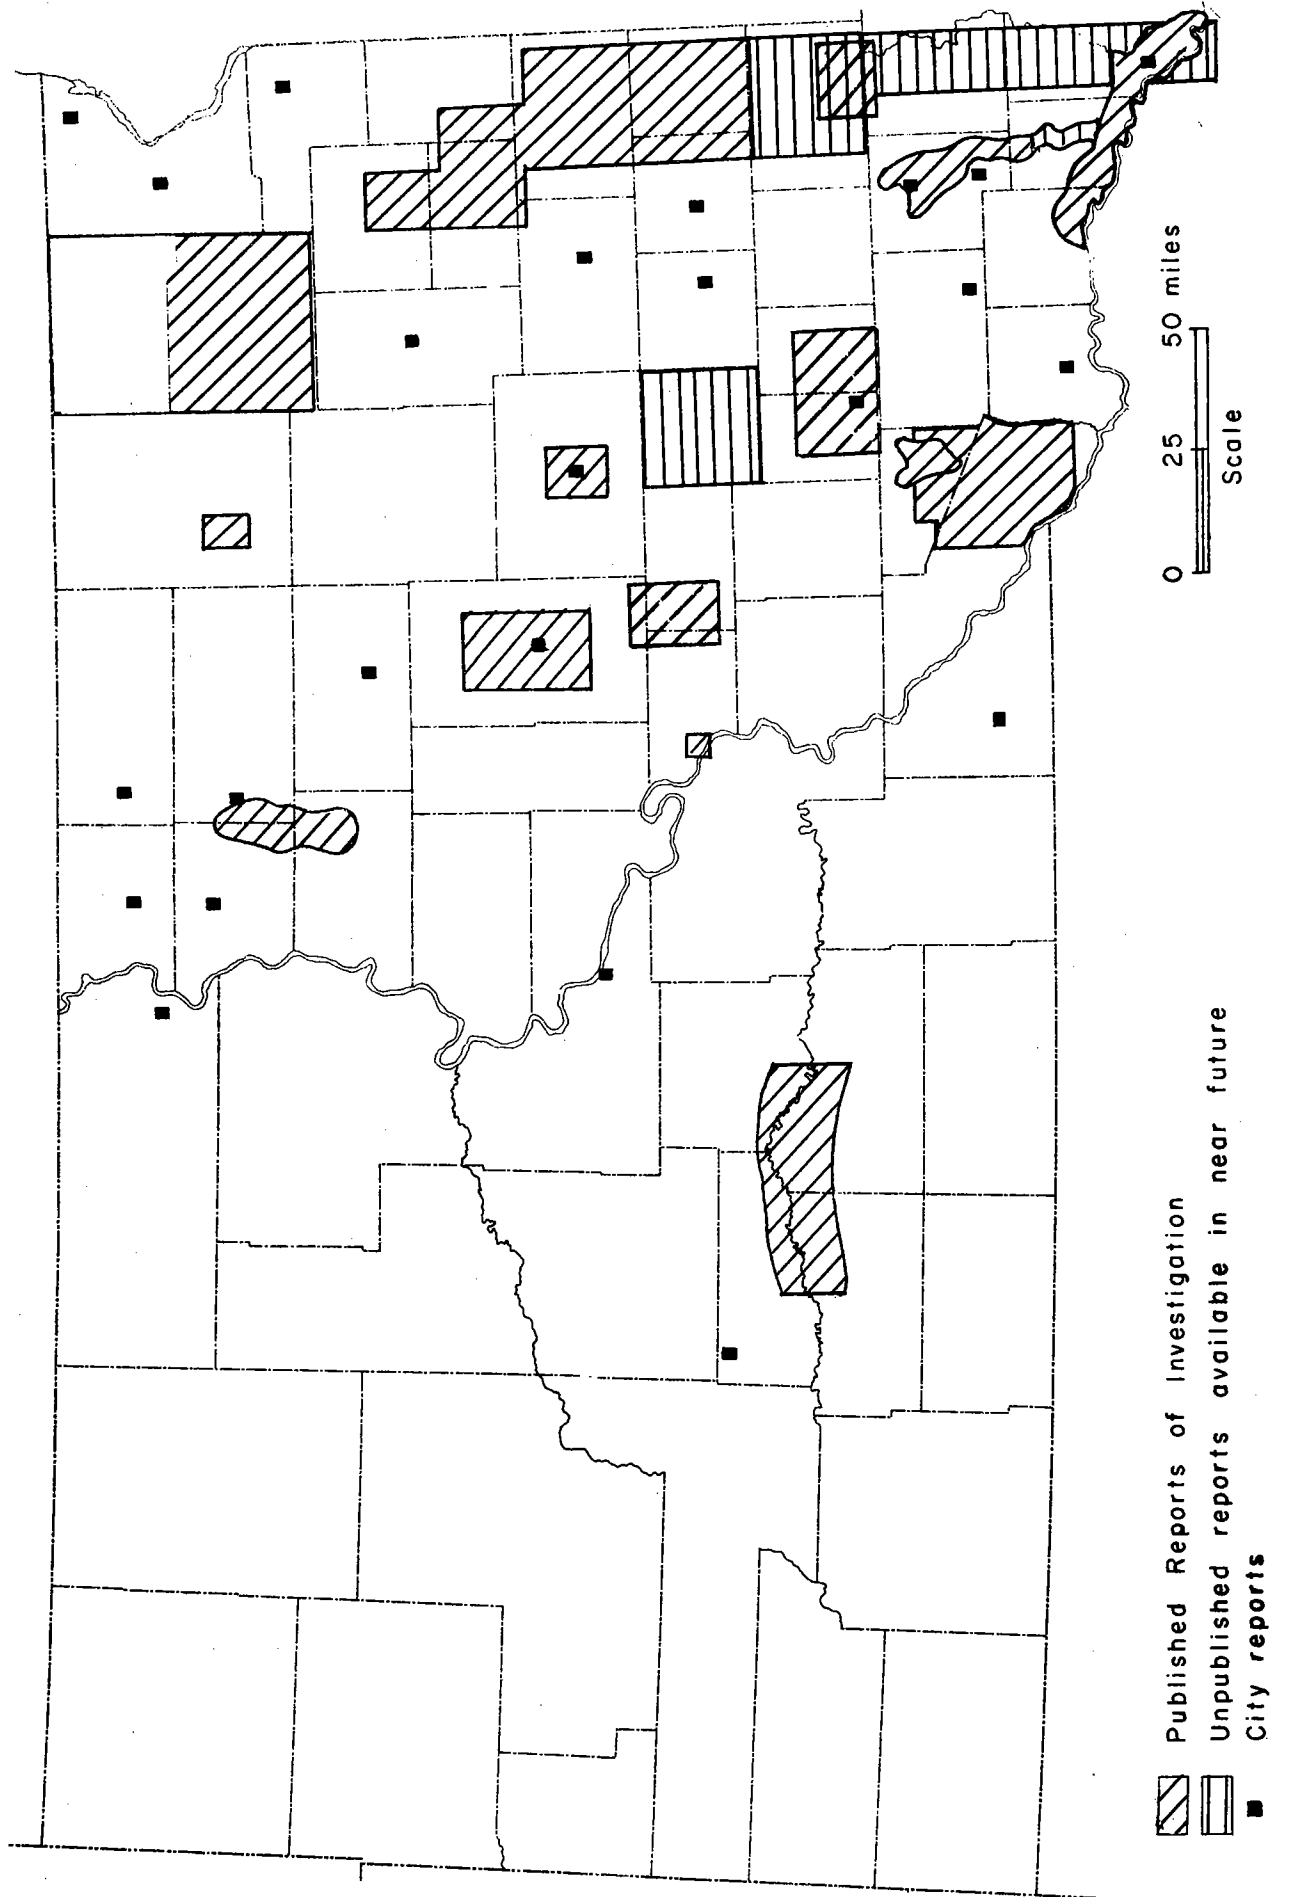 0 25 50 miles
Scale
Published Reports of Investigation
Unpublished reports available in near future
City reports